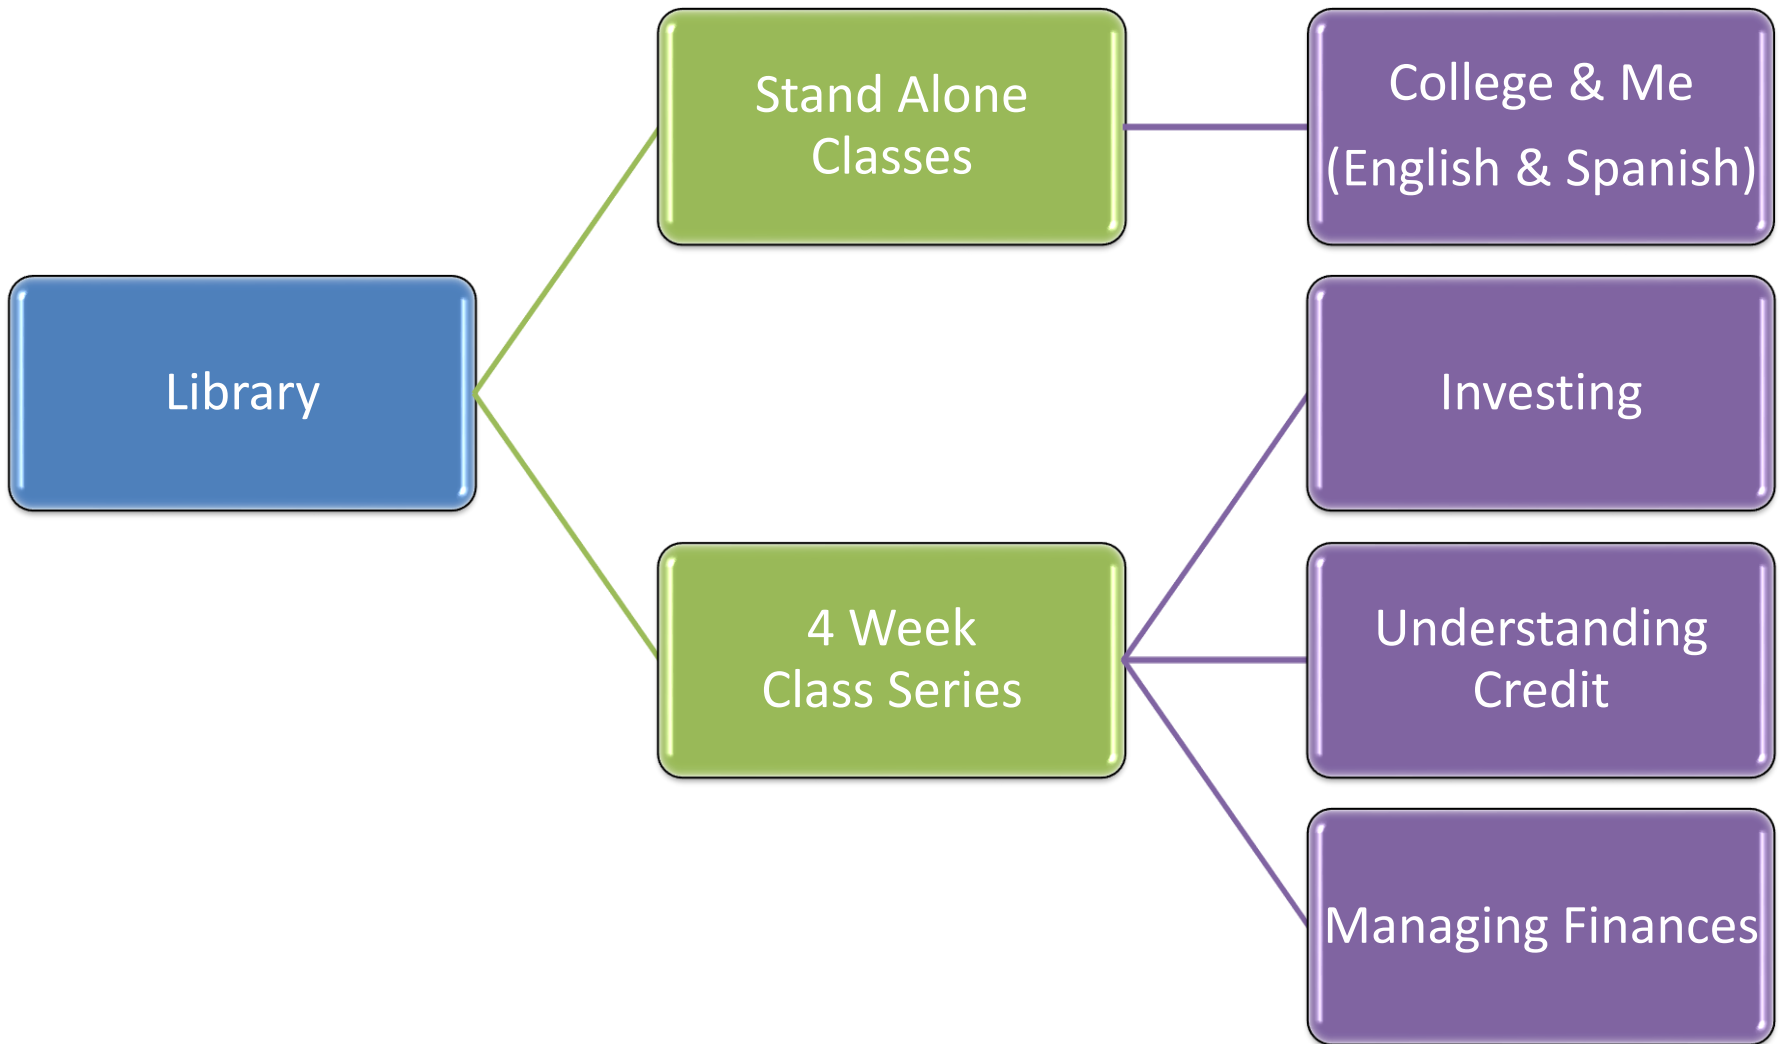 Library
Stand Alone
Classes
College & Me
(English & Spanish)
4 Week
Class Series
Investing
Understanding
Credit
Managing Finances